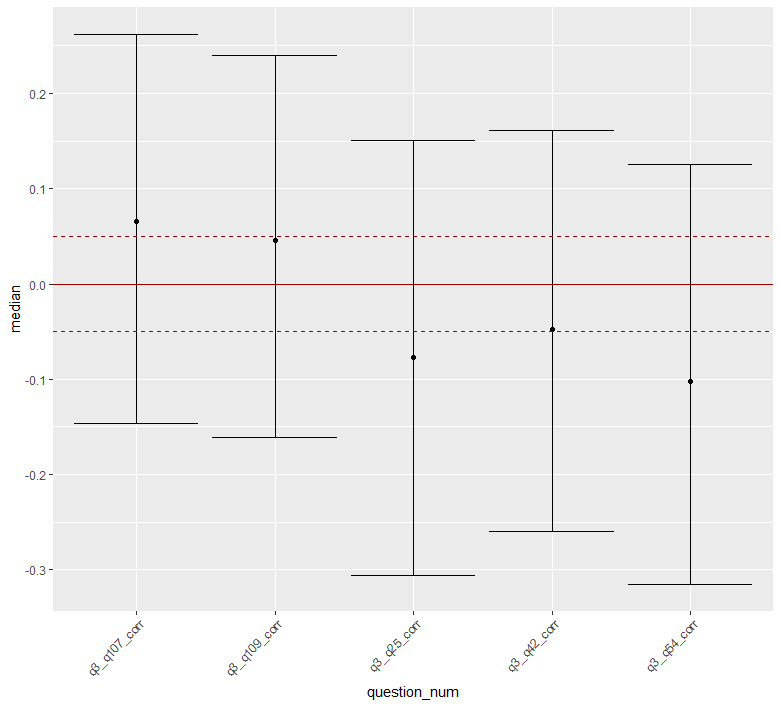 median
0.2
0.1
0.0
-0.1
-0.2
-0.3
q3_q107_corr
q3_q109_corr
q3_q25_corr
q3_q42_corr
q3_q54_corr
question_num